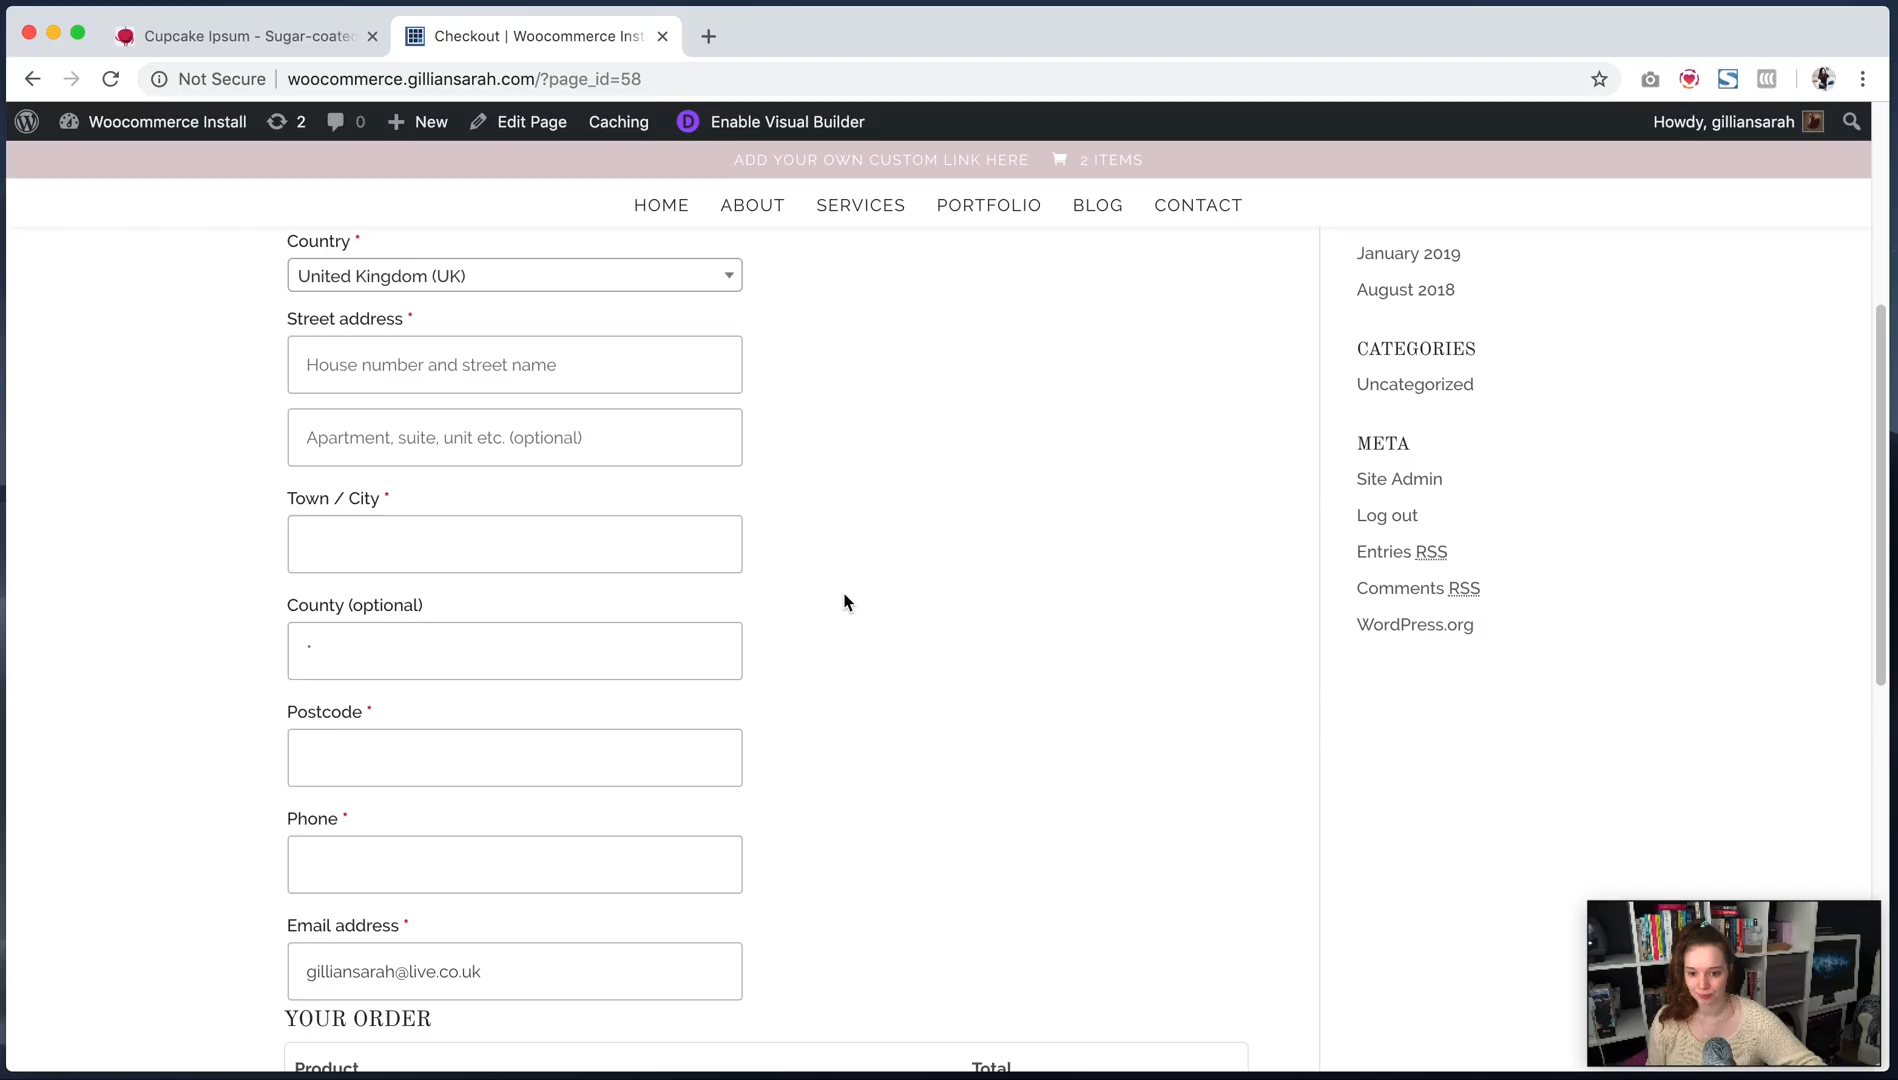 Cupcake Ipsum - Sugar-coated
Checkout | Woocommerce Inst
Not Secure | woocommerce.gilliansarah.com/?page_id=58
Woocommerce Install 2 0 New Edit Page Caching D Enable Visual Builder Howdy, gilliansarah
ADD YOUR OWN CUSTOM LINK HERE 2 ITEMS
HOME ABOUT SERVICES PORTFOLIO BLOG CONTACT
Country *
United Kingdom (UK)
Street address *
House number and street name
Apartment, suite, unit etc. (optional)
Town / City *
County (optional)
Postcode *
Phone *
Email address *
gilliansarah@live.co.uk
YOUR ORDER
Product Total
January 2019
August 2018
CATEGORIES
Uncategorized
META
Site Admin
Log out
Entries RSS
Comments RSS
WordPress.org